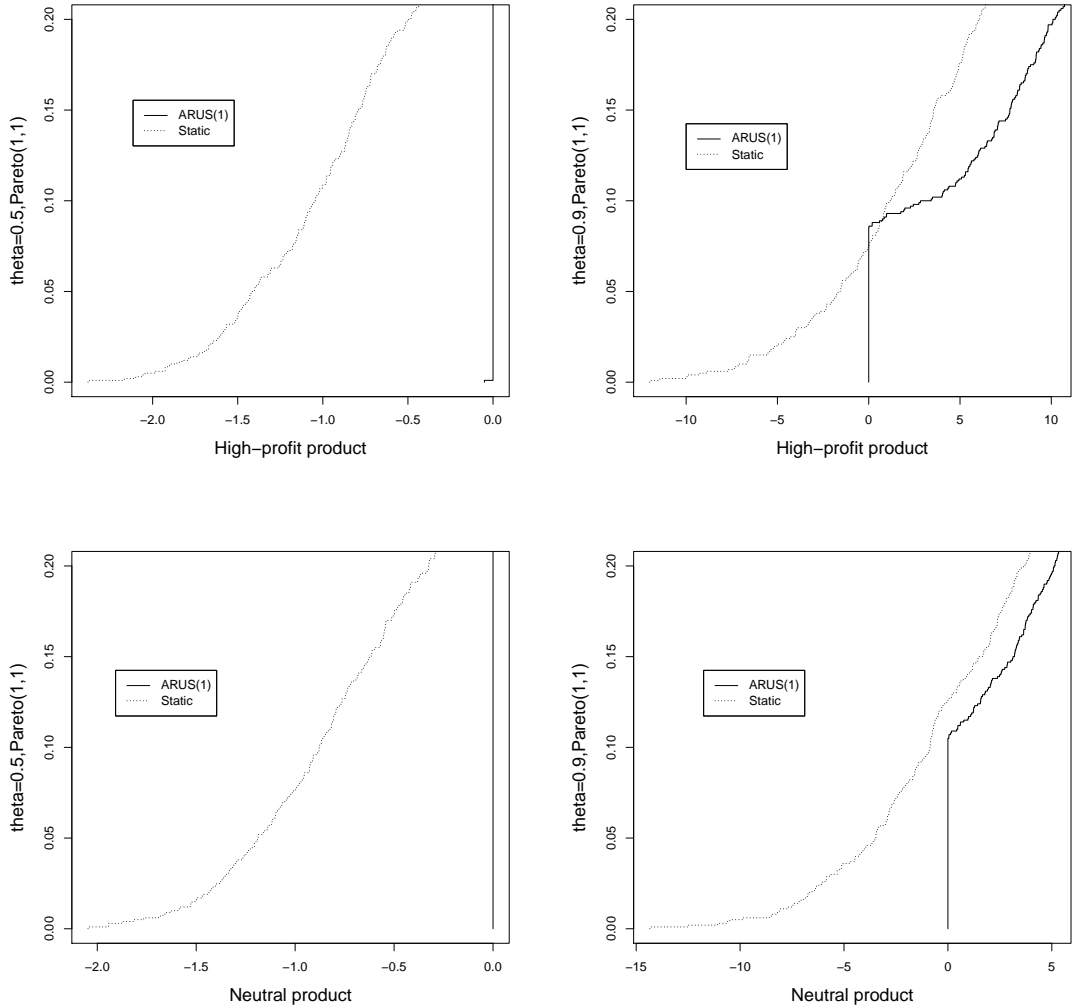 theta=0.5,Pareto(1,1)
0.00 0.05 0.10 0.15 0.20
ARUS(1)
Static
−2.0 −1.5 −1.0 −0.5 0.0
High−profit product
theta=0.9,Pareto(1,1)
0.00 0.05 0.10 0.15 0.20
ARUS(1)
Static
−10 −5 0 5 10
High−profit product
theta=0.5,Pareto(1,1)
0.00 0.05 0.10 0.15 0.20
ARUS(1)
Static
−2.0 −1.5 −1.0 −0.5 0.0
Neutral product
theta=0.9,Pareto(1,1)
0.00 0.05 0.10 0.15 0.20
ARUS(1)
Static
−15 −10 −5 0 5
Neutral product